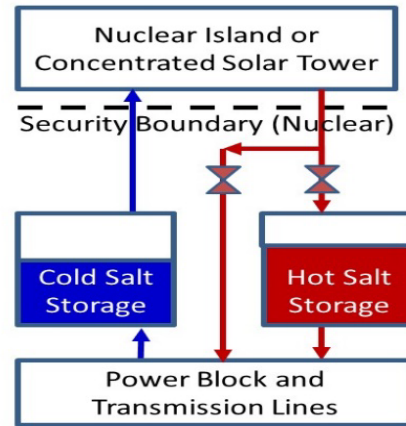 Nuclear Island or
Concentrated Solar Tower
Security Boundary (Nuclear)
Cold Salt
Storage
Hot Salt
Storage
Power Block and
Transmission Lines